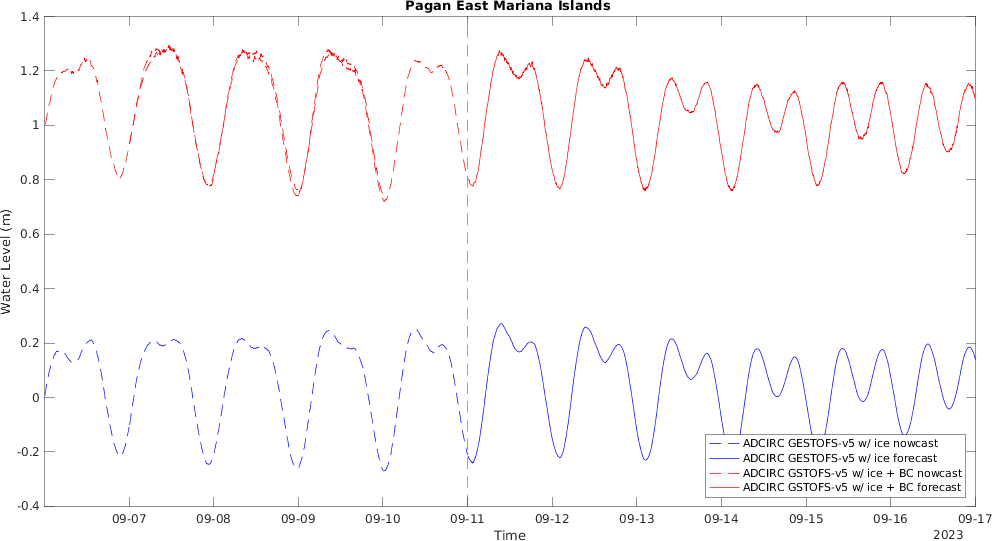 Pagan East Mariana Islands
1.4
1.2
1
0.8
0.6
0.4
0.2
0
-0.2
-0.4
Water Level (m)
ADCIRC GESTOFS-v5 w/ ice nowcast
ADCIRC GESTOFS-v5 w/ ice forecast
ADCIRC GSTOFS-v5 w/ ice + BC nowcast
ADCIRC GSTOFS-v5 w/ ice + BC forecast
09-07 09-08 09-09 09-10 09-11 09-12 09-13 09-14 09-15 09-16 09-17
Time
2023